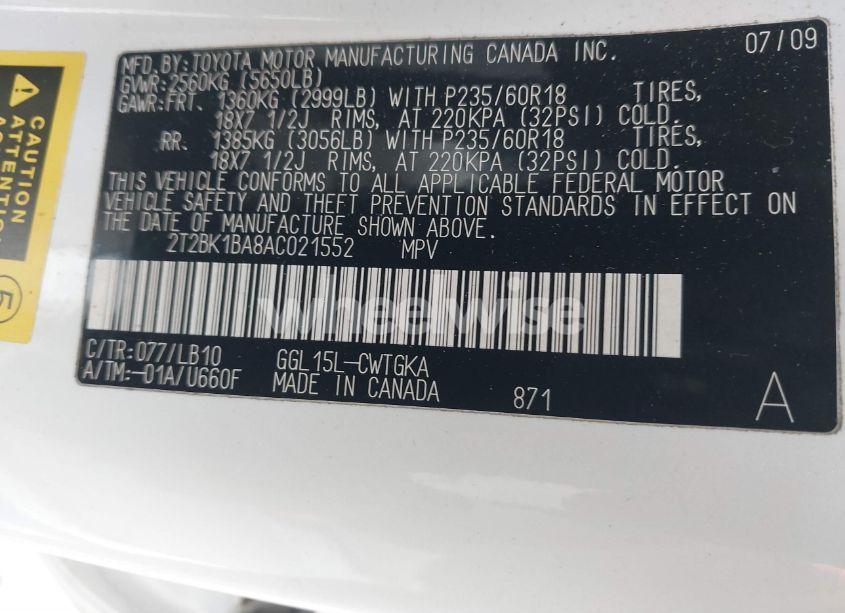 CAUTION
ATTENTION
MFD. BY: TOYOTA MOTOR MANUFACTURING CANADA INC. 07/09
GVWR: 2560KG (5650LB)
GAWR: FRT. 1360KG (2999LB) WITH P235/60R18 TIRES,
18X7 1/2J RIMS, AT 220KPA (32PSI) COLD.
RR. 1385KG (3056LB) WITH P235/60R18 TIRES,
18X7 1/2J RIMS, AT 220KPA (32PSI) COLD.
THIS VEHICLE CONFORMS TO ALL APPLICABLE FEDERAL MOTOR
VEHICLE SAFETY AND THEFT PREVENTION STANDARDS IN EFFECT ON
THE DATE OF MANUFACTURE SHOWN ABOVE.
2T2BK1BA8AC021552 MPV
wheelwise
C/TR: 077/LB10 GGL15L-CWTGKA
A/TM: -01A/U660F MADE IN CANADA 871 A